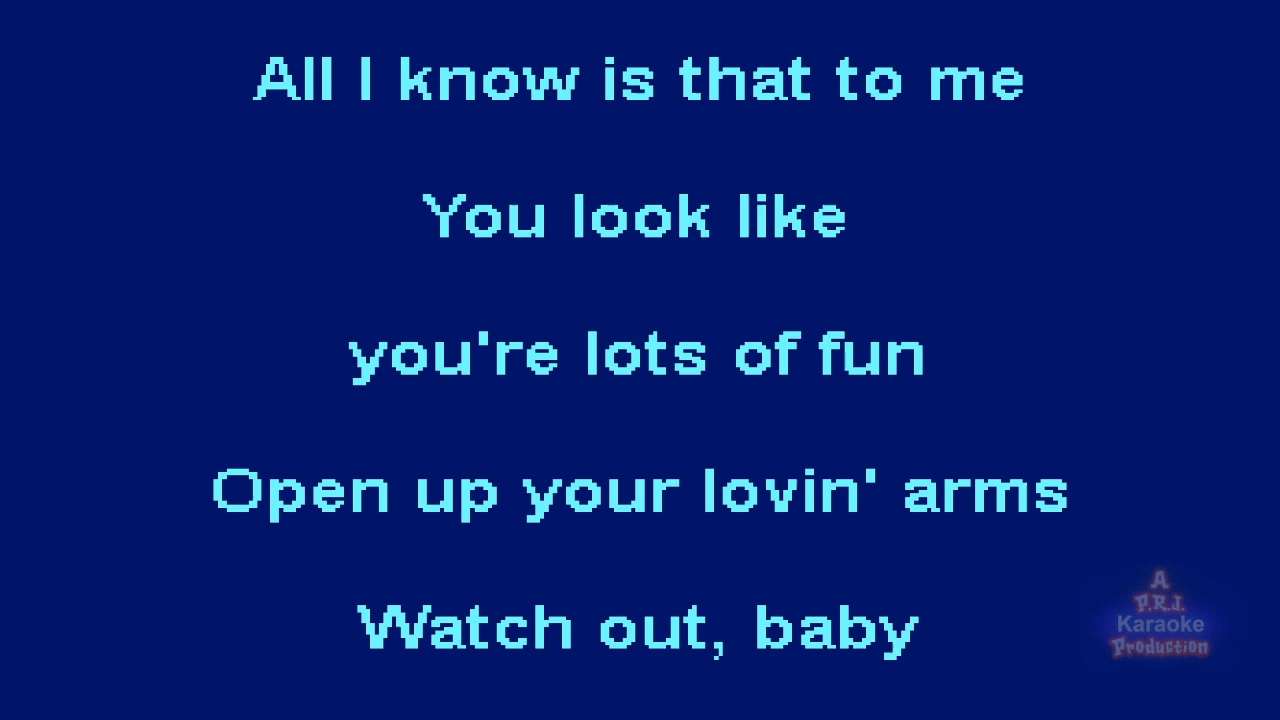 All I know is that to me
You look like
you're lots of fun
Open up your lovin' arms
Watch out, baby
A
P.R.J.
Karaoke
Production